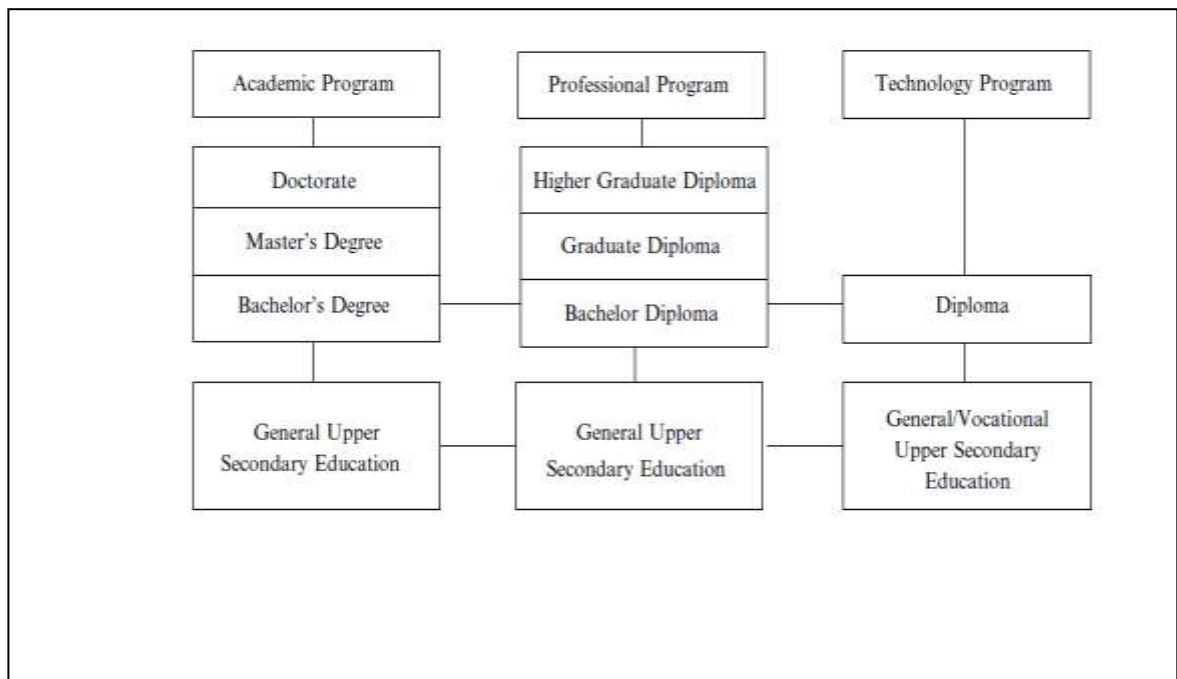 Academic Program
Professional Program
Technology Program
Doctorate
Higher Graduate Diploma
Master's Degree
Graduate Diploma
Bachelor's Degree
Bachelor Diploma
Diploma
General Upper
Secondary Education
General Upper
Secondary Education
General/Vocational
Upper Secondary
Education